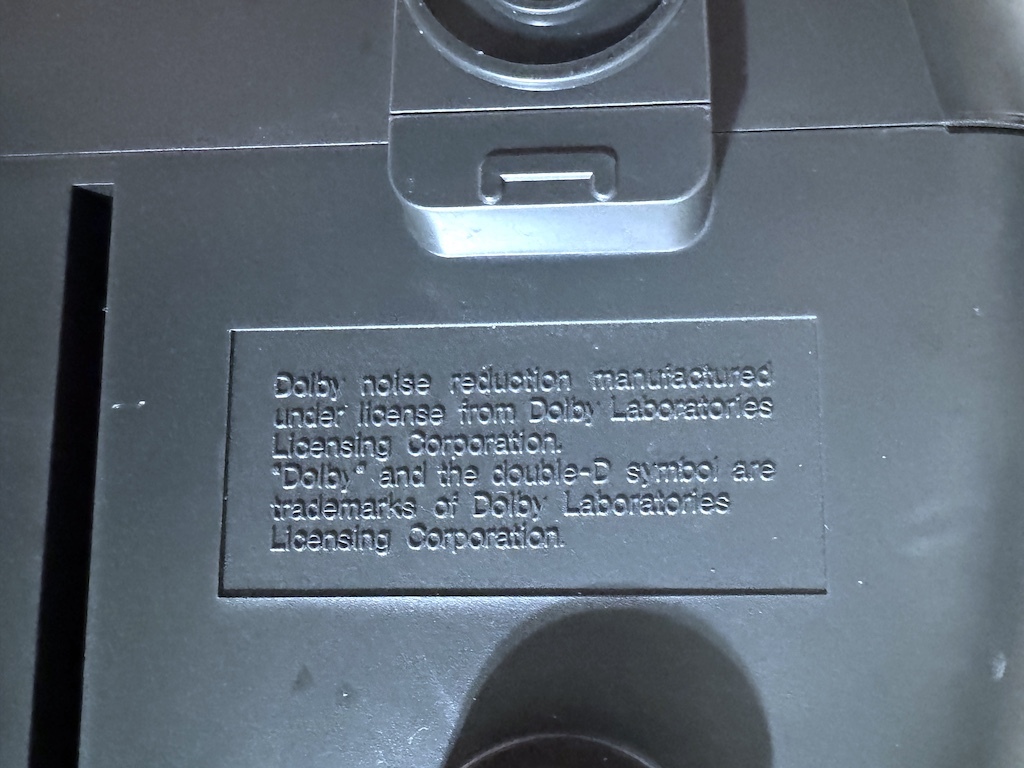 Dolby noise reduction manufactured
under license from Dolby Laboratories
Licensing Corporation.
"Dolby" and the double-D symbol are
trademarks of Dolby Laboratories
Licensing Corporation.